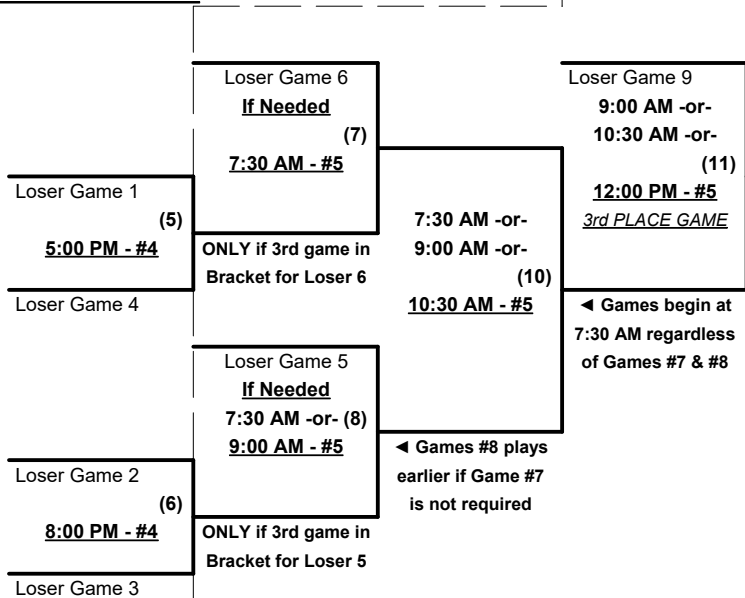 Loser Game 6
If Needed
(7)
7:30 AM - #5
Loser Game 1
(5)
5:00 PM - #4
ONLY if 3rd game in
Bracket for Loser 6
Loser Game 4
Loser Game 5
If Needed
7:30 AM -or- (8)
9:00 AM - #5
Loser Game 2
(6)
8:00 PM - #4
ONLY if 3rd game in
Bracket for Loser 5
Loser Game 3
7:30 AM -or-
9:00 AM -or-
(10)
10:30 AM - #5
◄ Games #8 plays
earlier if Game #7
is not required
Loser Game 9
9:00 AM -or-
10:30 AM -or-
(11)
12:00 PM - #5
3rd PLACE GAME
◄ Games begin at
7:30 AM regardless
of Games #7 & #8